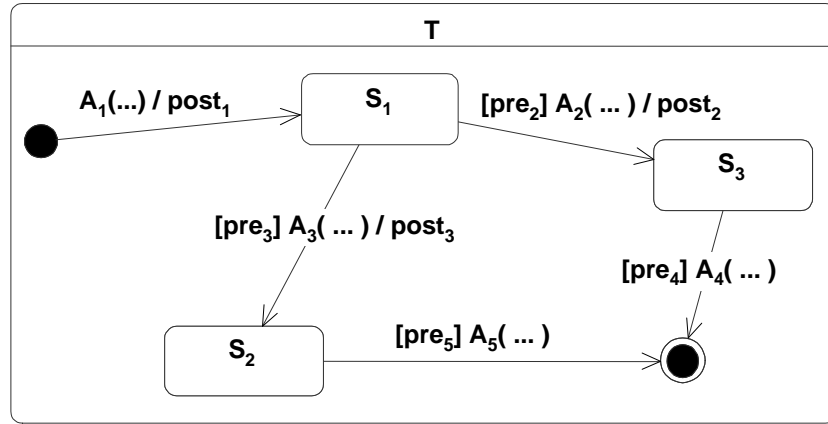 T
A₁(...) / post₁
S₁
[pre₂] A₂( ... ) / post₂
S₃
[pre₃] A₃( ... ) / post₃
[pre₄] A₄( ... )
S₂
[pre₅] A₅( ... )